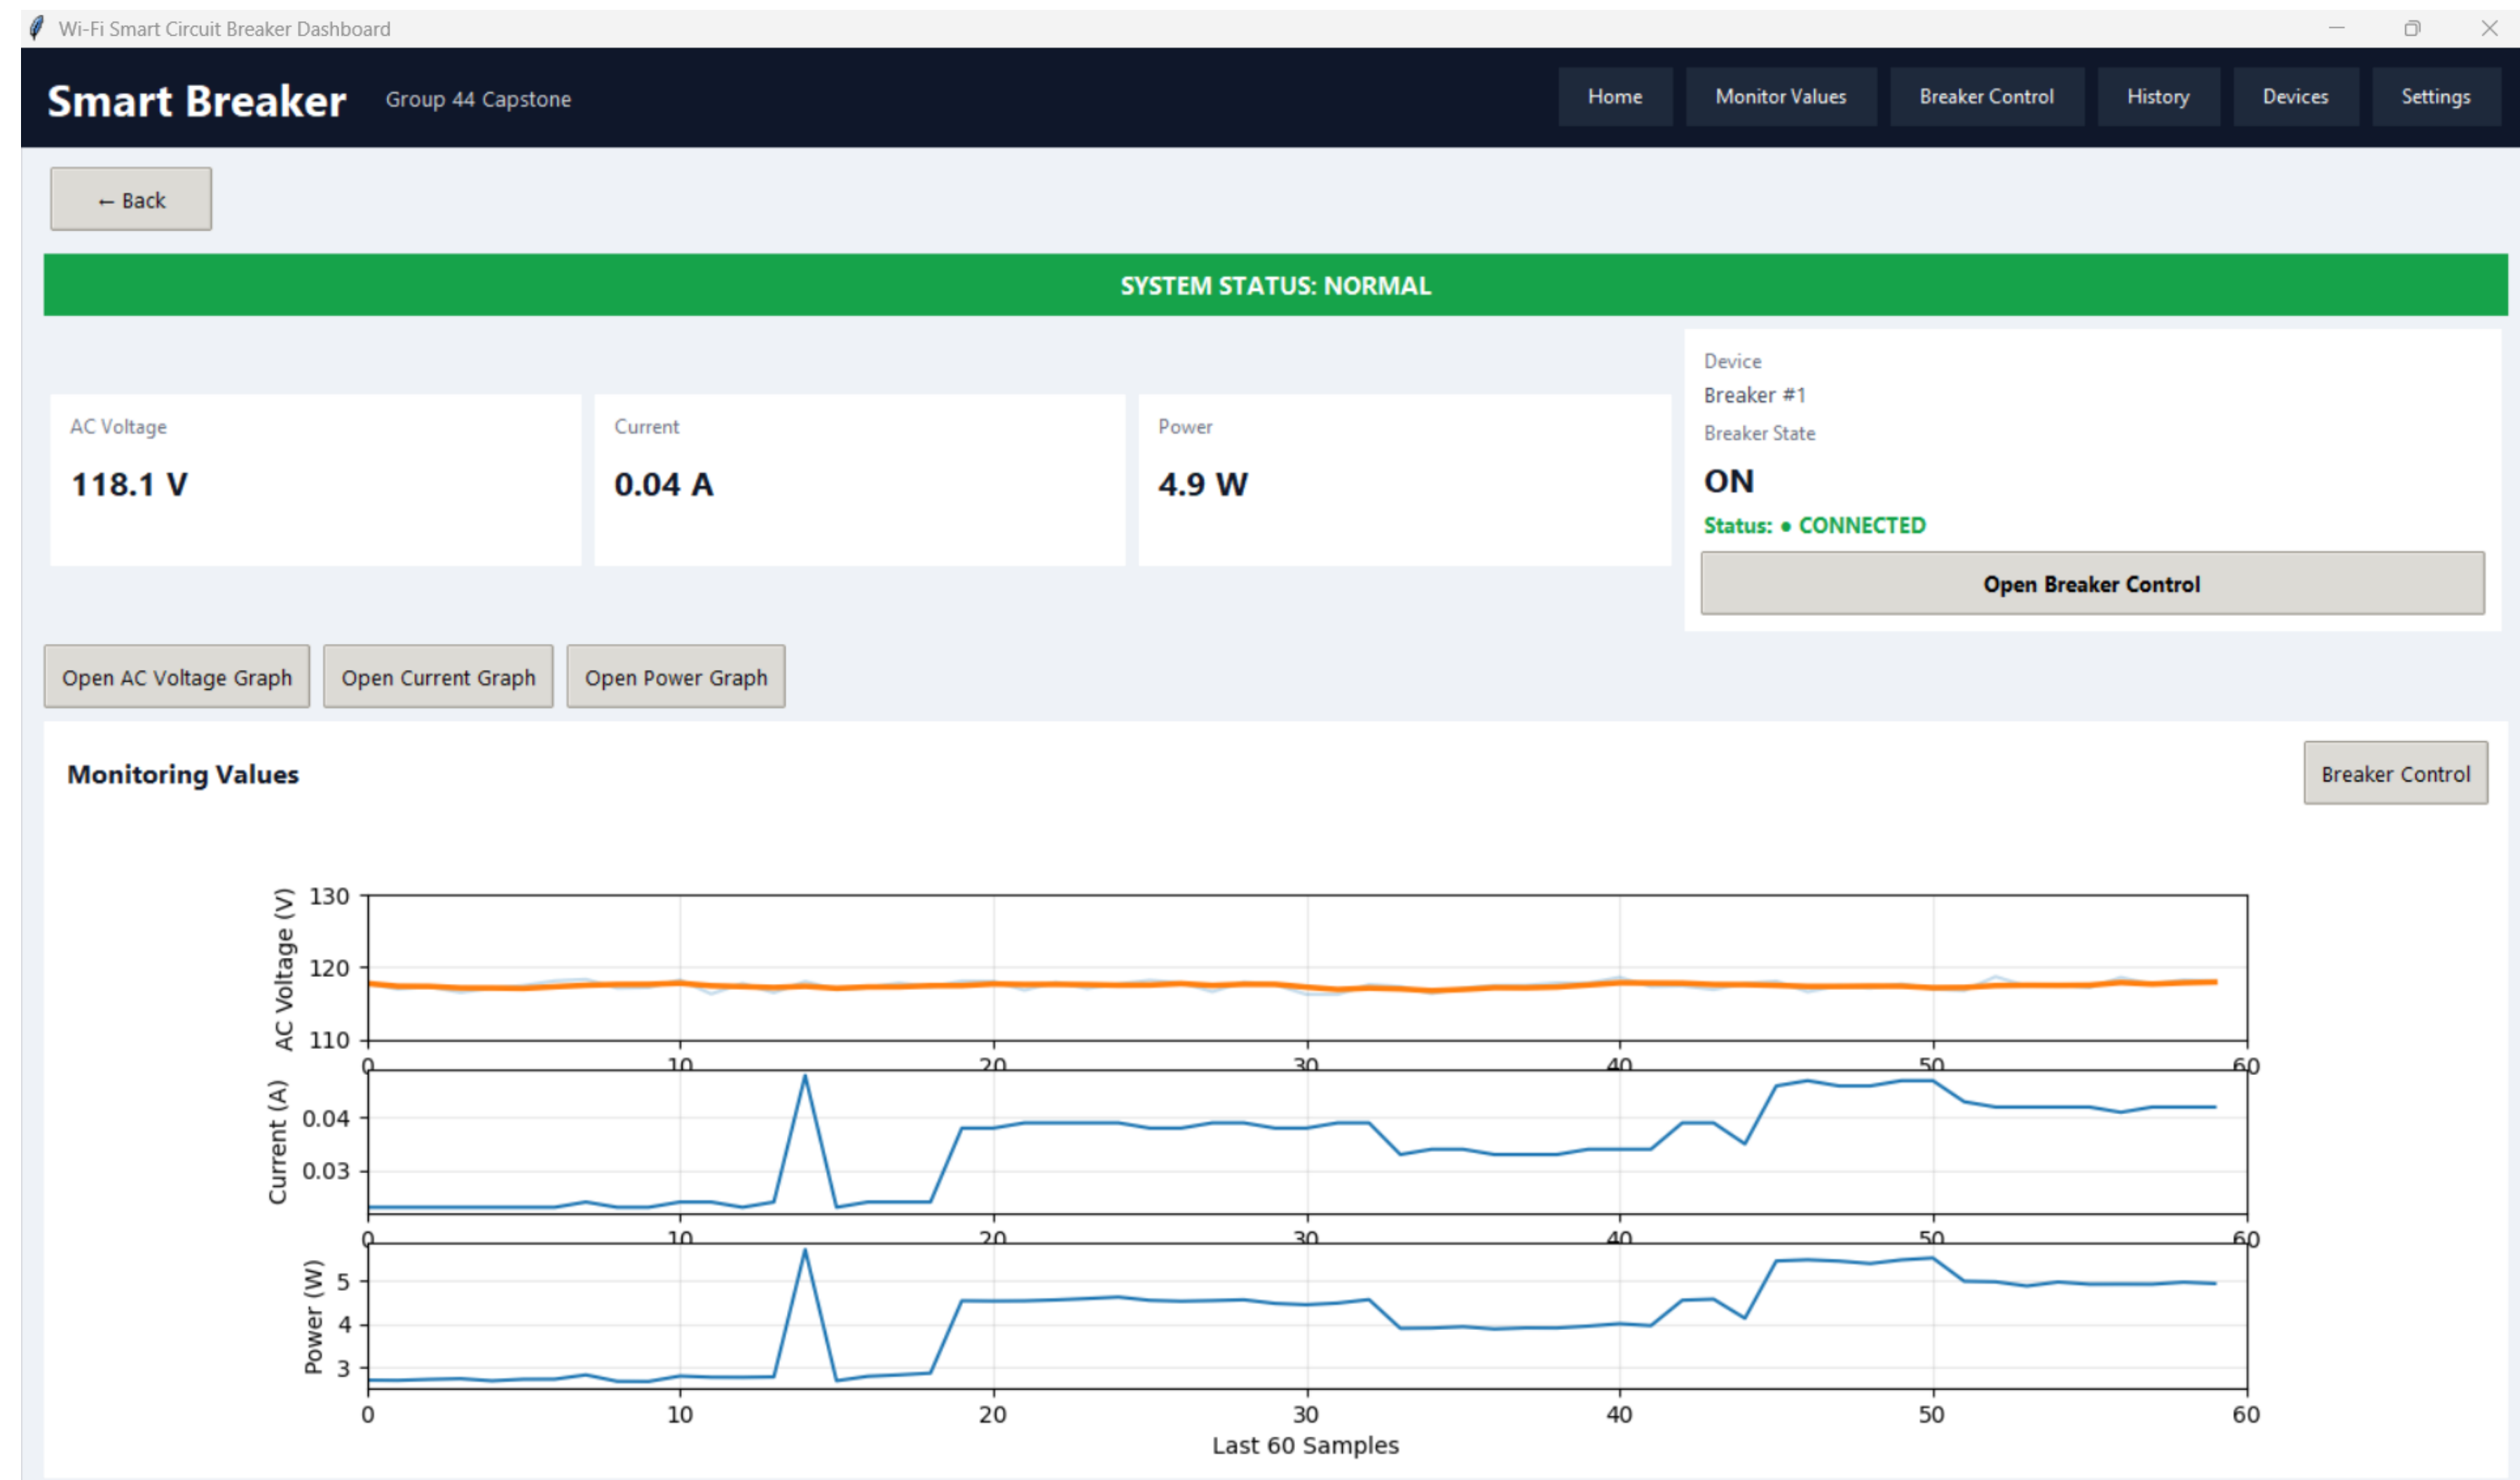 Wi-Fi Smart Circuit Breaker Dashboard
Smart Breaker Group 44 Capstone Home Monitor Values Breaker Control History Devices Settings
← Back
SYSTEM STATUS: NORMAL
AC Voltage
118.1 V
Current
0.04 A
Power
4.9 W
Device
Breaker #1
Breaker State
ON
Status: ● CONNECTED
Open Breaker Control
Open AC Voltage Graph Open Current Graph Open Power Graph
Monitoring Values
Breaker Control
AC Voltage (V)
130
120
110
0 10 20 30 40 50 60
Current (A)
0.04
0.03
0 10 20 30 40 50 60
Power (W)
5
4
3
0 10 20 30 40 50 60
Last 60 Samples